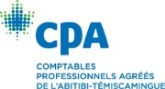 CPA
COMPTABLES
PROFESSIONNELS AGRÉÉS
DE L'ABITIBI-TÉMISCAMINGUE